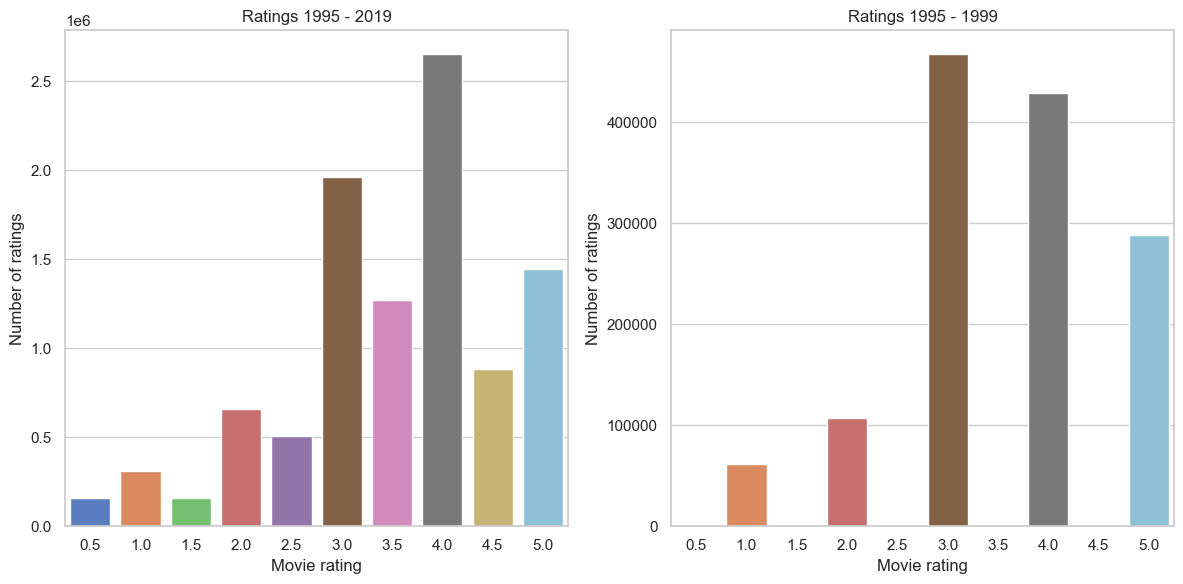 Ratings 1995 - 2019
1e6
2.5
2.0
1.5
1.0
0.5
0.0
Number of ratings
0.5 1.0 1.5 2.0 2.5 3.0 3.5 4.0 4.5 5.0
Movie rating
Ratings 1995 - 1999
400000
300000
200000
100000
0
Number of ratings
0.5 1.0 1.5 2.0 2.5 3.0 3.5 4.0 4.5 5.0
Movie rating